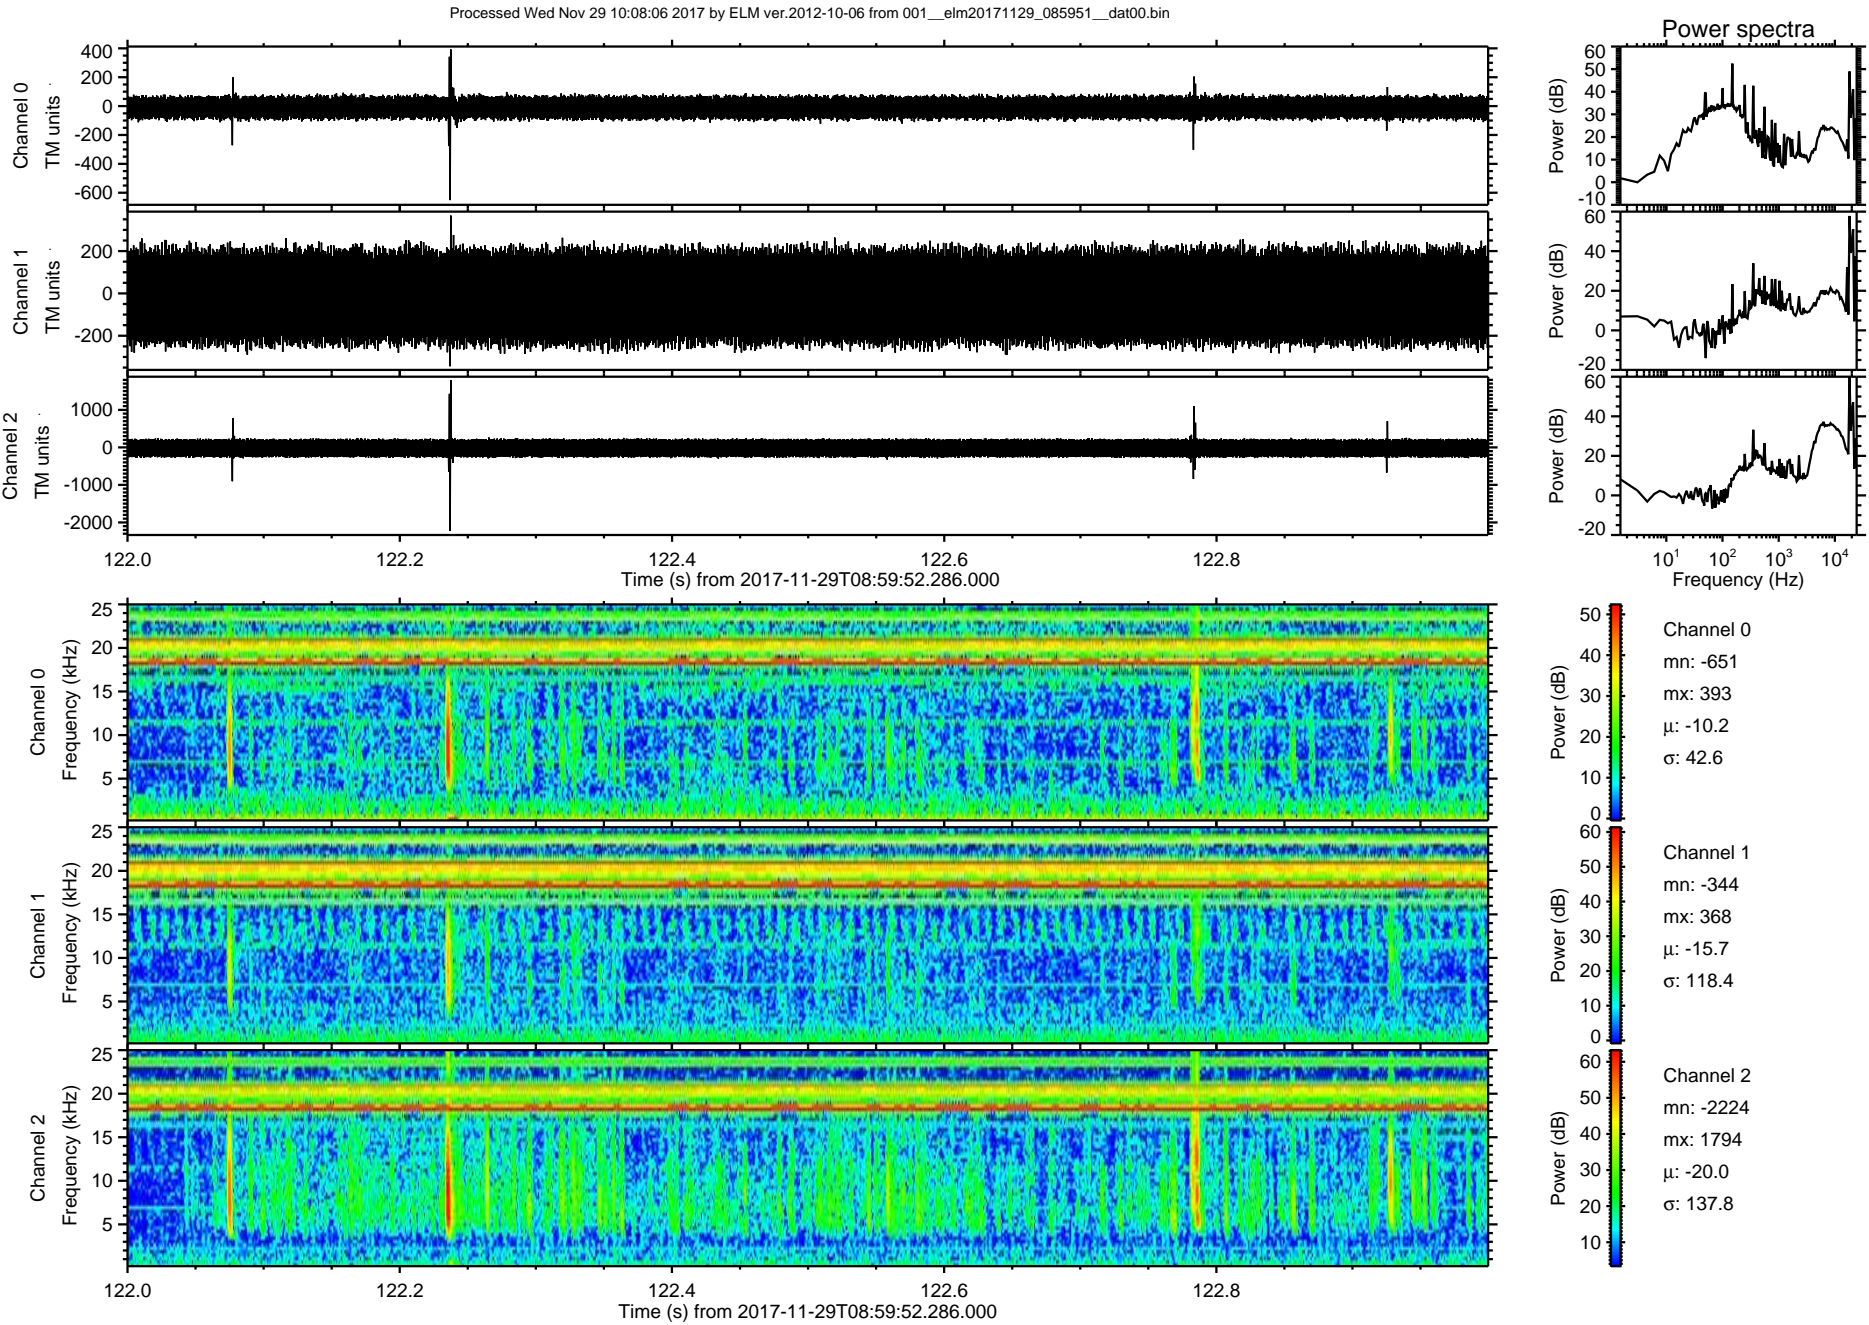 Processed Wed Nov 29 10:08:06 2017 by ELM ver.2012-10-06 from 001__elm20171129_085951__dat00.bin
Power spectra
Channel 0
TM units
400
200
0
-200
-400
-600
Power (dB)
60
50
40
30
20
10
0
-10
Channel 1
TM units
200
0
-200
Power (dB)
60
40
20
0
-20
Channel 2
TM units
1000
0
-1000
-2000
Power (dB)
60
40
20
0
-20
122.0 122.2 122.4 122.6 122.8
Time (s) from 2017-11-29T08:59:52.286.000
10¹ 10² 10³ 10⁴
Frequency (Hz)
Channel 0
Frequency (kHz)
25
20
15
10
5
Power (dB)
50
40
30
20
10
0
Channel 0
mn: -651
mx: 393
μ: -10.2
σ: 42.6
Channel 1
Frequency (kHz)
25
20
15
10
5
Power (dB)
60
50
40
30
20
10
0
Channel 1
mn: -344
mx: 368
μ: -15.7
σ: 118.4
Channel 2
Frequency (kHz)
25
20
15
10
5
Power (dB)
60
50
40
30
20
10
Channel 2
mn: -2224
mx: 1794
μ: -20.0
σ: 137.8
122.0 122.2 122.4 122.6 122.8
Time (s) from 2017-11-29T08:59:52.286.000